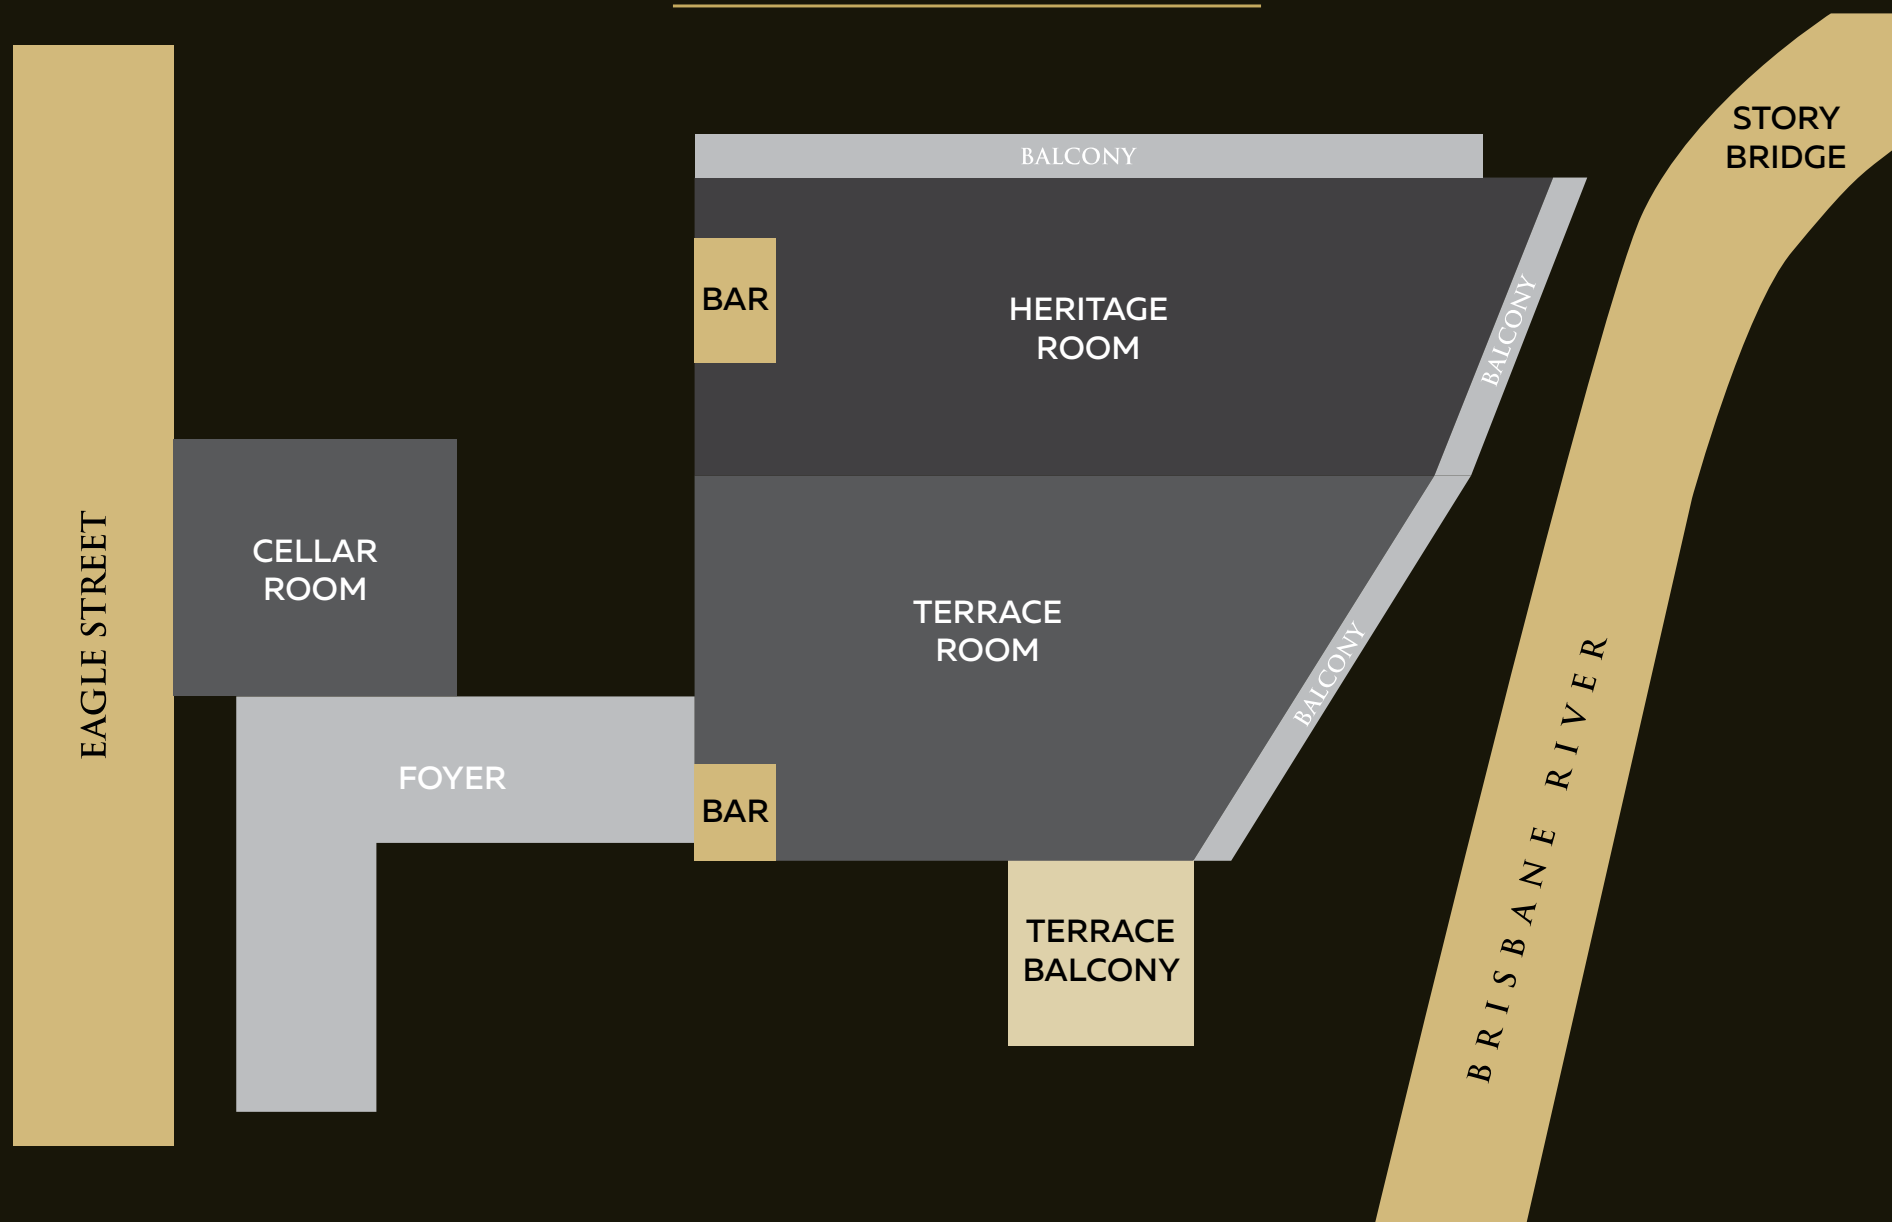 STORY
BRIDGE
BALCONY
BAR
HERITAGE
ROOM
BALCONY
CELLAR
ROOM
EAGLE STREET
TERRACE
ROOM
BALCONY
FOYER
BAR
TERRACE
BALCONY
BRISBANE RIVER